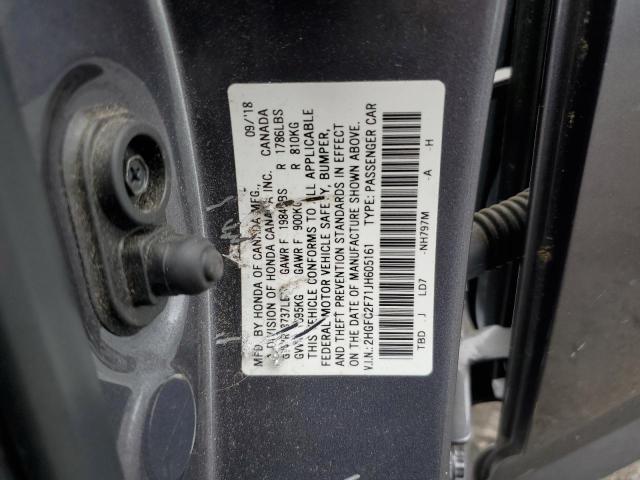 MFD. BY HONDA OF CANADA MFG., 09/'18
A DIVISION OF HONDA CANADA INC. CANADA
3737LBS GAWR F 1984LBS R 1786LBS
GAWR F 900KG R 810KG
THIS VEHICLE CONFORMS TO ALL APPLICABLE
FEDERAL MOTOR VEHICLE SAFETY, BUMPER,
AND THEFT PREVENTION STANDARDS IN EFFECT
ON THE DATE OF MANUFACTURE SHOWN ABOVE.
V.I.N.: 2HGFC2F71JH605161 TYPE: PASSENGER CAR
TBD J LD7 -NH797M -A -H